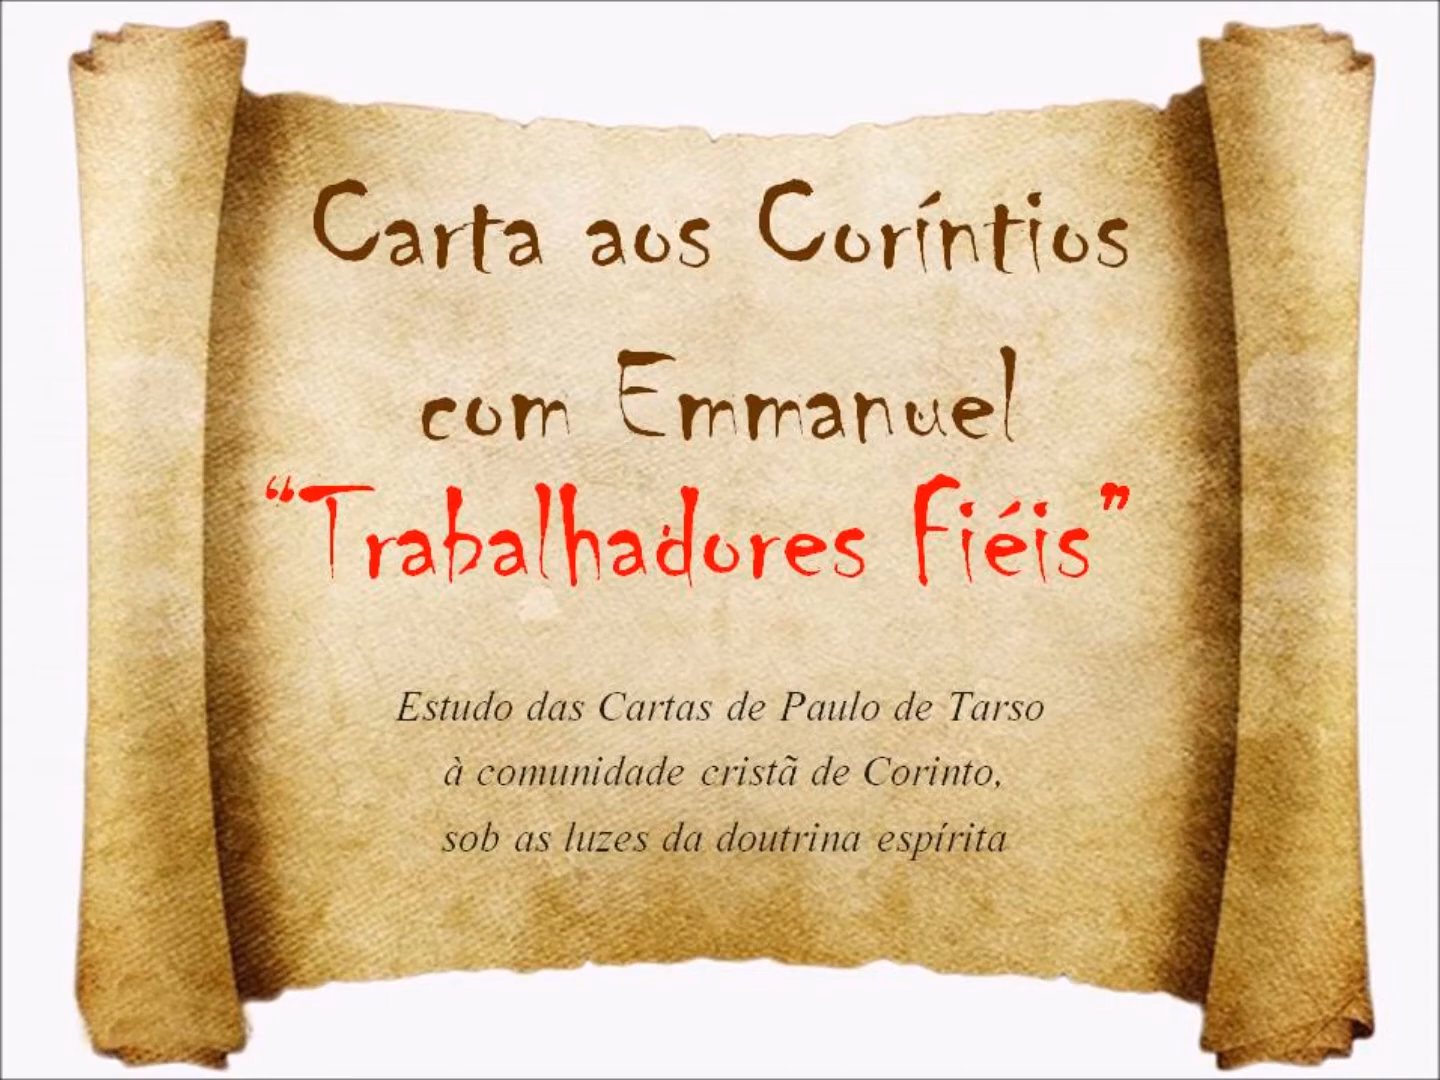 Carta aos Coríntios
com Emmanuel
“Trabalhadores Fiéis”
Estudo das Cartas de Paulo de Tarso
à comunidade cristã de Corinto,
sob as luzes da doutrina espírita